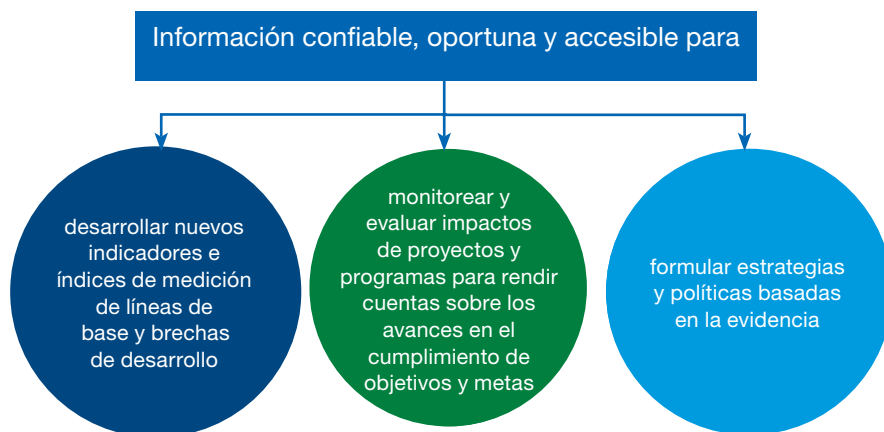 Información confiable, oportuna y accesible para
desarrollar nuevos
indicadores e
índices de medición
de líneas de
base y brechas
de desarrollo
monitorear y
evaluar impactos
de proyectos y
programas para rendir
cuentas sobre los
avances en el
cumplimiento de
objetivos y metas
formular estrategias
y políticas basadas
en la evidencia